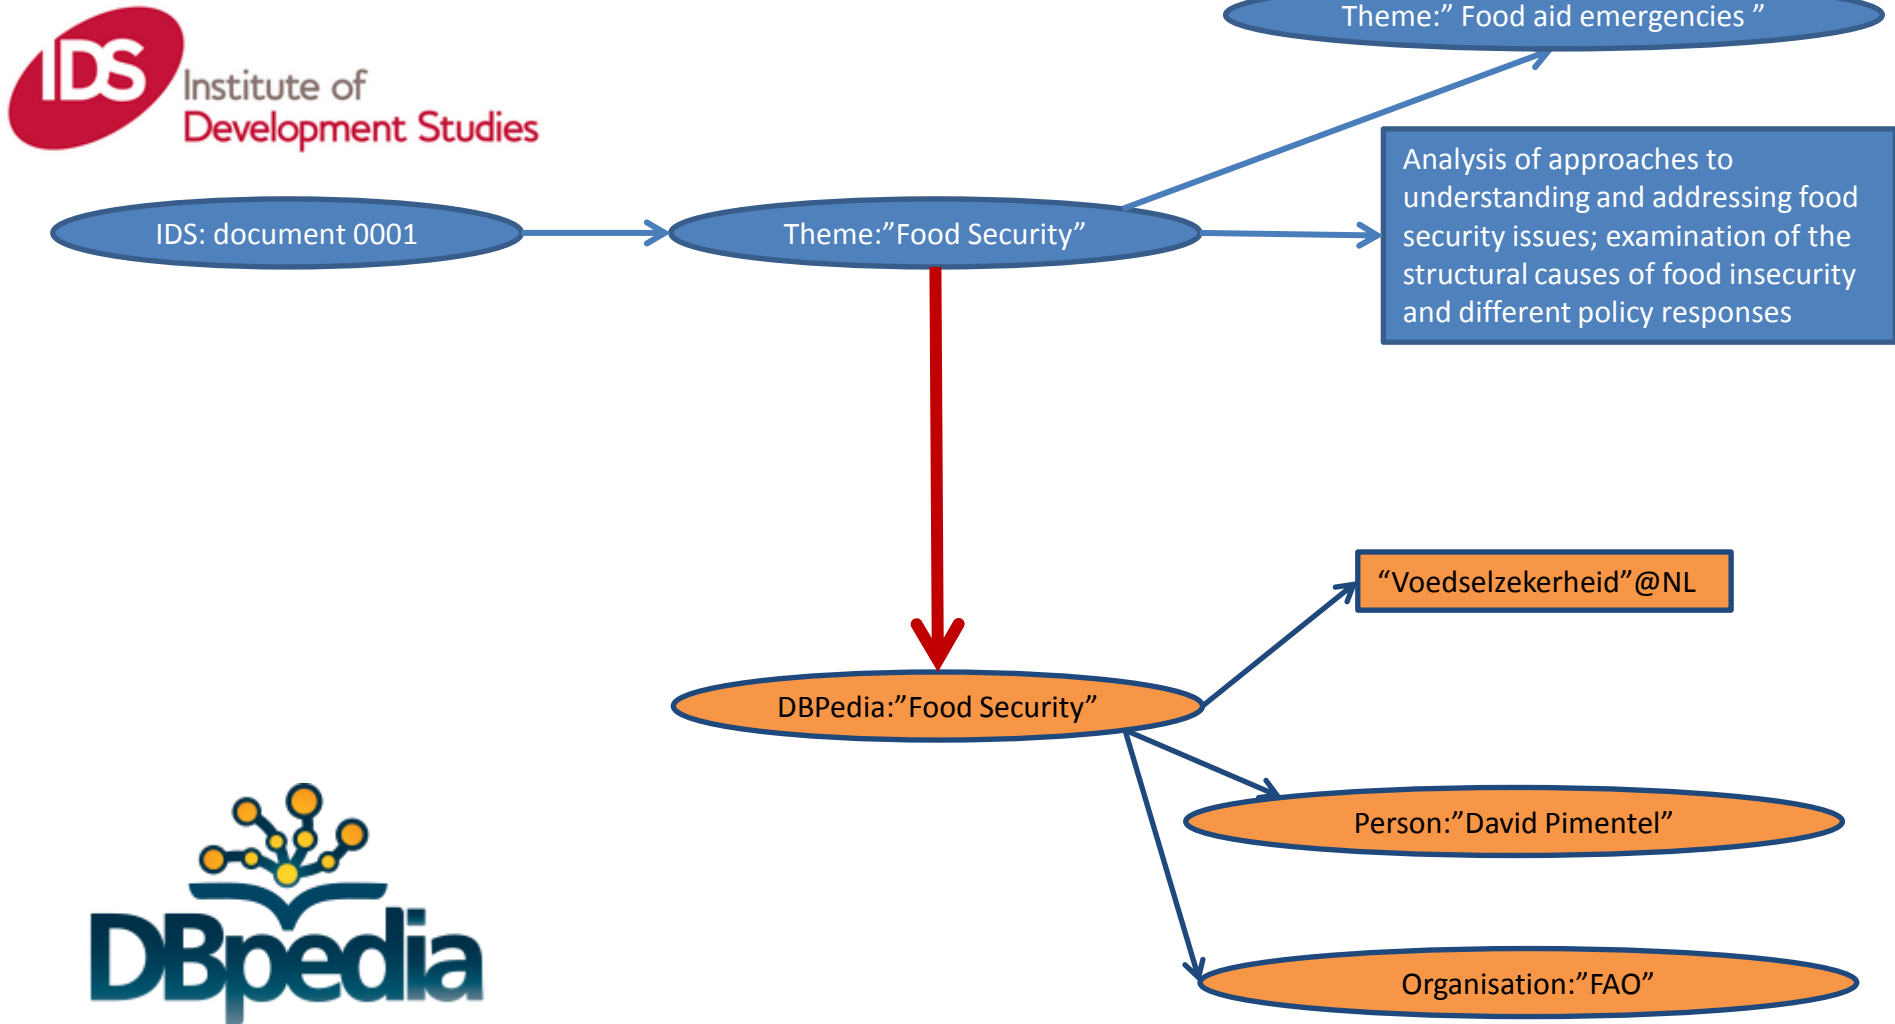 Theme:” Food aid emergencies ”
IDS
Institute of
Development Studies
Analysis of approaches to
understanding and addressing food
security issues; examination of the
structural causes of food insecurity
and different policy responses
IDS: document 0001
Theme:”Food Security”
“Voedselzekerheid”@NL
DBPedia:”Food Security”
Person:”David Pimentel”
Organisation:”FAO”
DBpedia